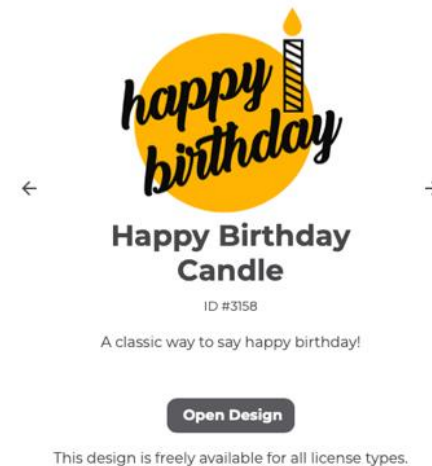 happy
birthday
Happy Birthday
Candle
ID #3158
A classic way to say happy birthday!
Open Design
This design is freely available for all license types.